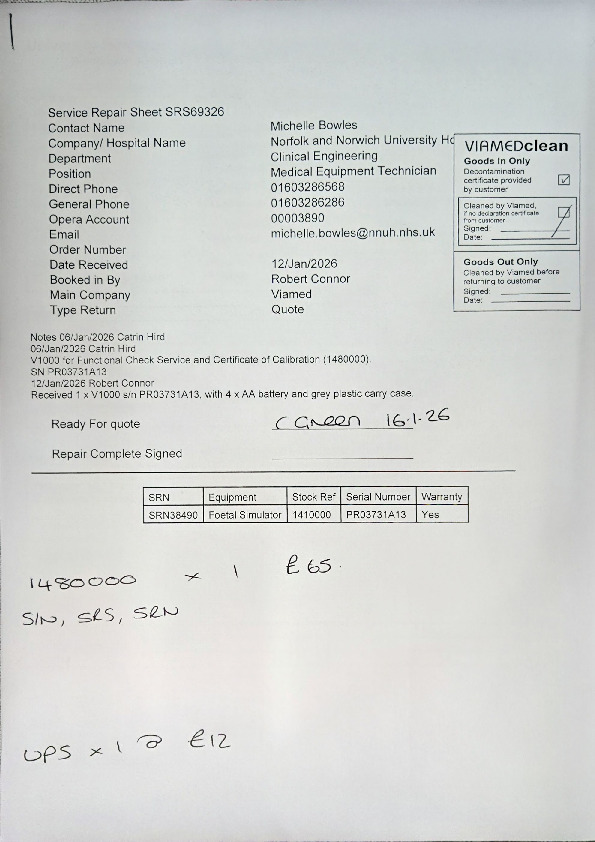 Service Repair Sheet SRS69326
Contact Name Michelle Bowles
Company/ Hospital Name Norfolk and Norwich University Ho
Department Clinical Engineering
Position Medical Equipment Technician
Direct Phone 01603286568
General Phone 01603286286
Opera Account 00003890
Email michelle.bowles@nnuh.nhs.uk
Order Number
Date Received 12/Jan/2026
Booked in By Robert Connor
Main Company Viamed
Type Return Quote
VIAMEDclean
Goods In Only
Decontamination
certificate provided
by customer
Cleaned by Viamed,
if no declaration certificate
from customer
Signed:
Date:
Goods Out Only
Cleaned by Viamed before
returning to customer
Signed:
Date:
Notes 06/Jan/2026 Catrin Hird
06/Jan/2026 Catrin Hird
V1000 for Functional Check Service and Certificate of Calibration (1480000).
SN PR03731A13
12/Jan/2026 Robert Connor
Received 1 x V1000 s/n PR03731A13, with 4 x AA battery and grey plastic carry case.
Ready For quote C Green 16.1.26
Repair Complete Signed
SRN Equipment Stock Ref Serial Number Warranty
SRN38490 Foetal Simulator 1410000 PR03731A13 Yes
1480000 x 1 £65.
S/N, SRS, SRN
UPS x 1 @ £12